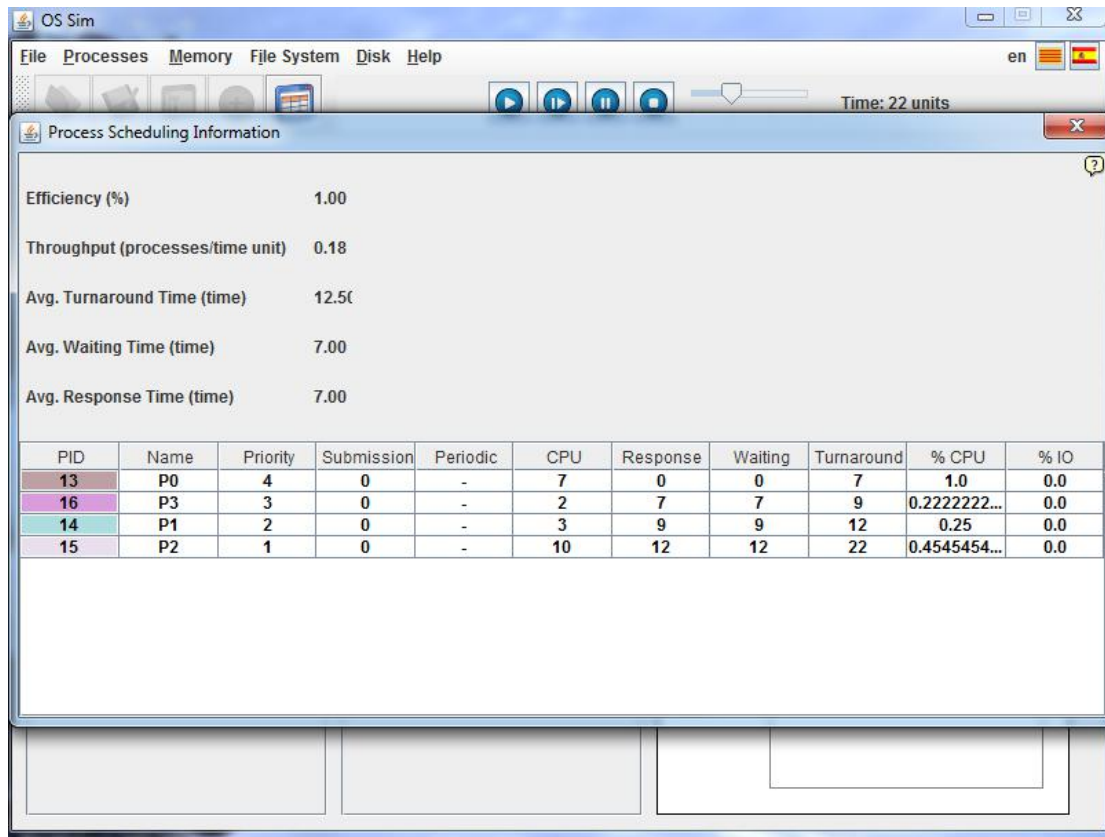 OS Sim
File Processes Memory File System Disk Help en
Time: 22 units
Process Scheduling Information
Efficiency (%) 1.00
Throughput (processes/time unit) 0.18
Avg. Turnaround Time (time) 12.50
Avg. Waiting Time (time) 7.00
Avg. Response Time (time) 7.00
PID Name Priority Submission Periodic CPU Response Waiting Turnaround % CPU % IO
13 P0 4 0 - 7 0 0 7 1.0 0.0
16 P3 3 0 - 2 7 7 9 0.2222222... 0.0
14 P1 2 0 - 3 9 9 12 0.25 0.0
15 P2 1 0 - 10 12 12 22 0.4545454... 0.0